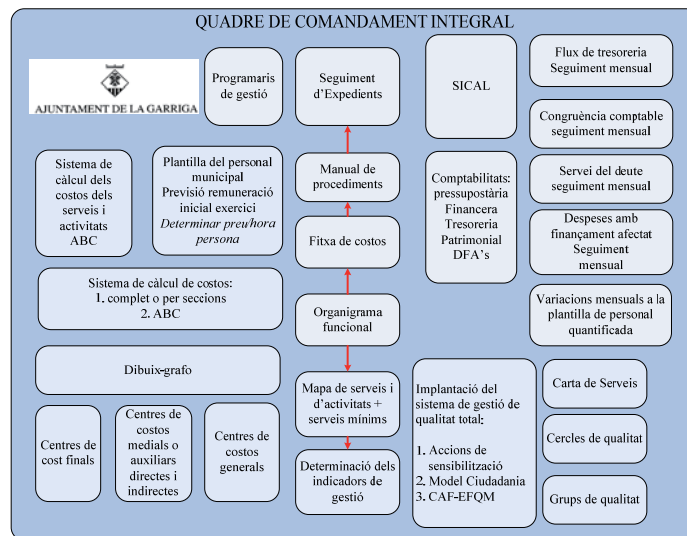 QUADRE DE COMANDAMENT INTEGRAL
AJUNTAMENT DE LA GARRIGA
Programaris
de gestió
Seguiment
d'Expedients
SICAL
Flux de tresoreria
Seguiment mensual
Congruència comptable
seguiment mensual
Sistema de
càlcul dels
costos dels
serveis i
activitats
ABC
Plantilla del personal
municipal
Previsió remuneració
inicial exercici
Determinar preu/hora
persona
Manual de
procediments
Comptabilitats:
pressupostària
Financera
Tresoreria
Patrimonial
DFA's
Servei del deute
seguiment mensual
Fitxa de costos
Despeses amb
finançament afectat
Seguiment
mensual
Sistema de càlcul de costos:
1. complet o per seccions
2. ABC
Organigrama
funcional
Variacions mensuals a la
plantilla de personal
quantificada
Dibuix-grafo
Mapa de serveis i
d'activitats +
serveis mínims
Implantació del
sistema de gestió de
qualitat total:
1. Accions de
sensibilització
2. Model Ciudadania
3. CAF-EFQM
Carta de Serveis
Centres de
cost finals
Centres de
costos
medials o
auxiliars
directes i
indirectes
Centres de
costos
generals
Determinació dels
indicadors de
gestió
Cercles de qualitat
Grups de qualitat